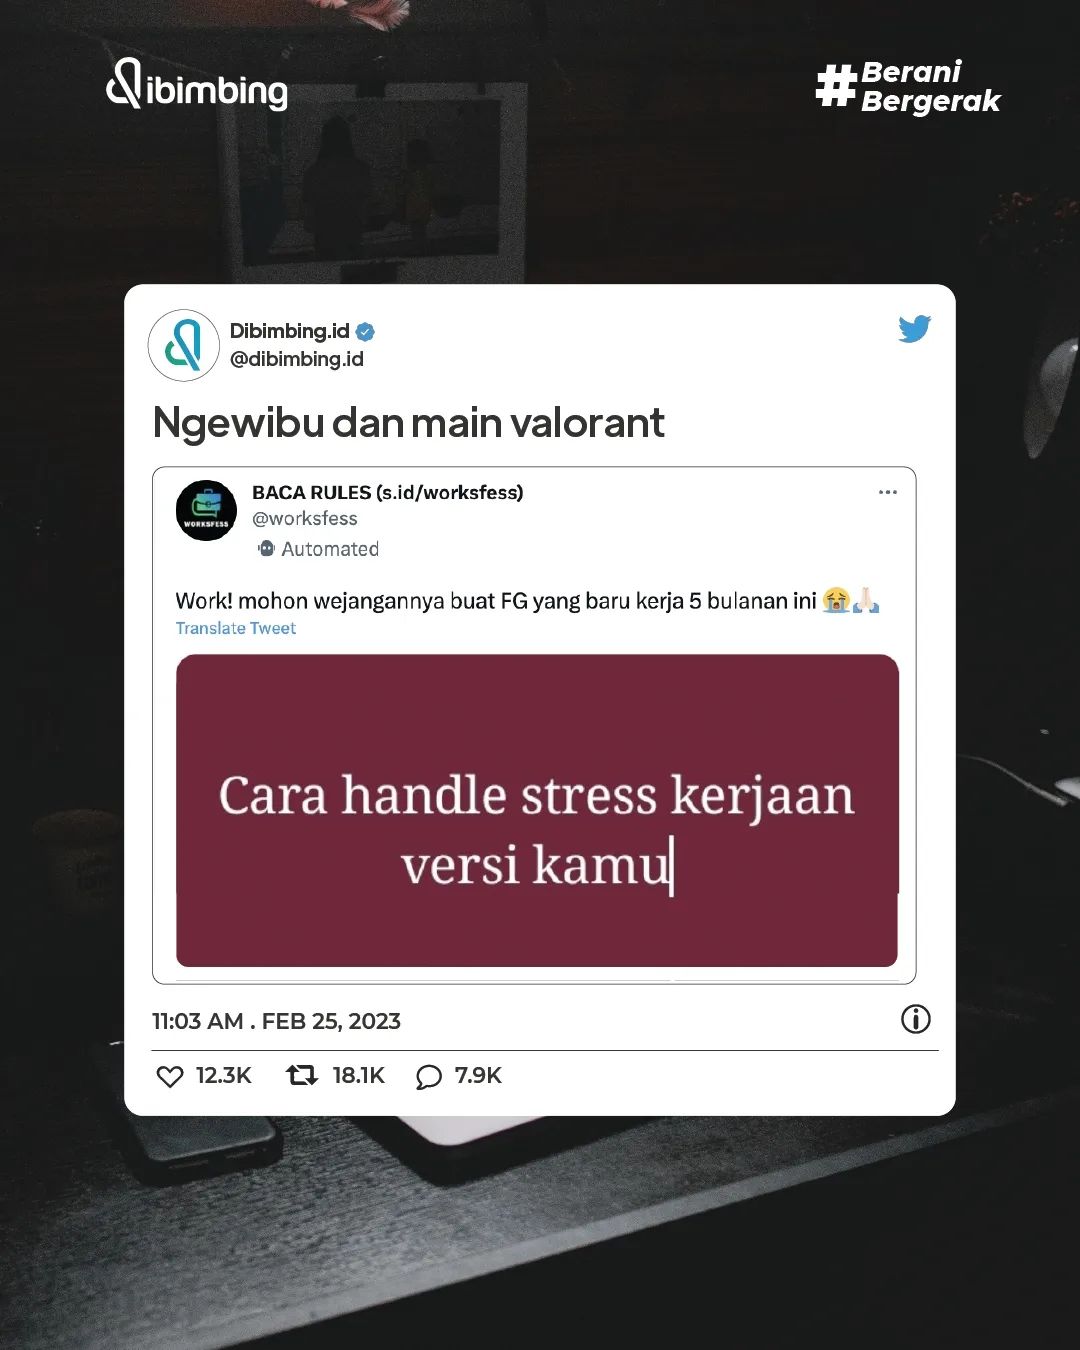 dibimbing
#Berani
Bergerak
Dibimbing.id
@dibimbing.id
Ngewibu dan main valorant
BACA RULES (s.id/worksfess)
WORKSFESS
@worksfess
Automated
Work! mohon wejangannya buat FG yang baru kerja 5 bulanan ini 😭🙏🏻
Translate Tweet
Cara handle stress kerjaan
versi kamu
11:03 AM . FEB 25, 2023
12.3K 18.1K 7.9K